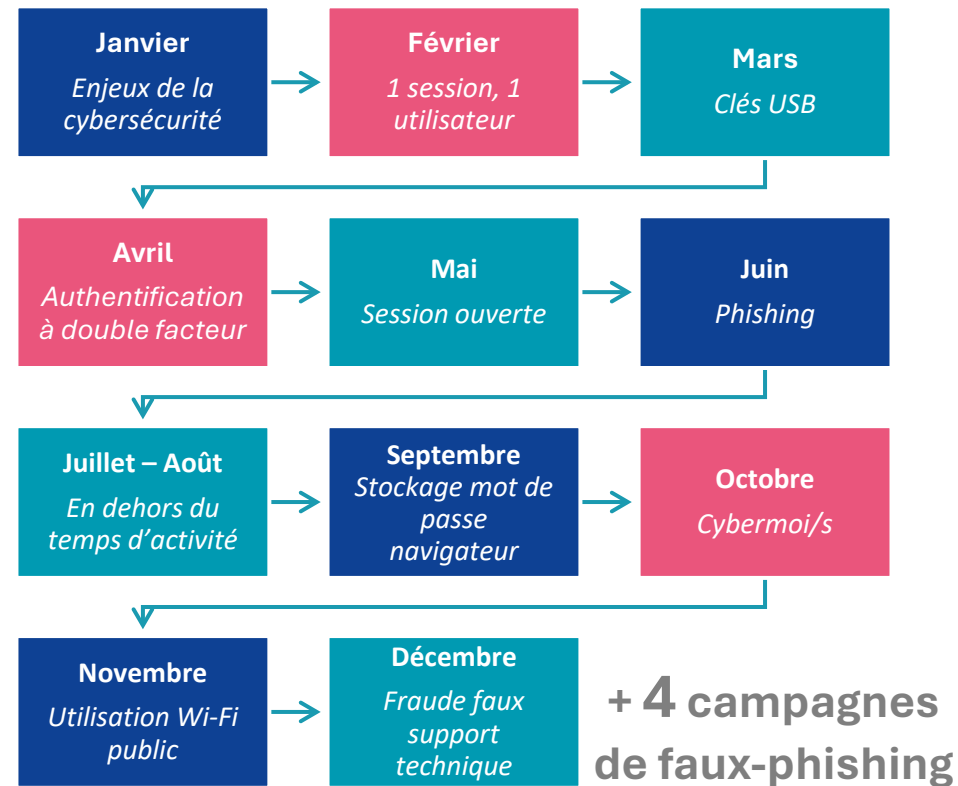 Janvier
Enjeux de la
cybersécurité
Février
1 session, 1
utilisateur
Mars
Clés USB
Avril
Authentification
à double facteur
Mai
Session ouverte
Juin
Phishing
Juillet – Août
En dehors du
temps d’activité
Septembre
Stockage mot de
passe
navigateur
Octobre
Cybermoi/s
Novembre
Utilisation Wi-Fi
public
Décembre
Fraude faux
support
technique
+ 4 campagnes
de faux-phishing